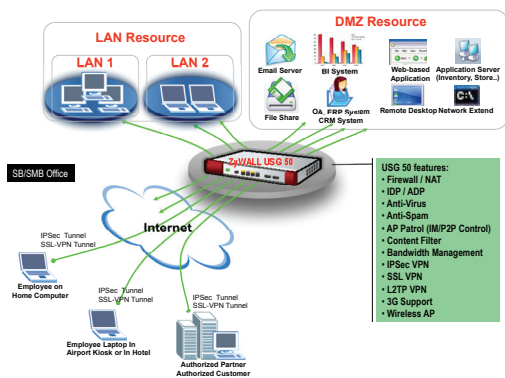 LAN Resource
LAN 1
LAN 2
DMZ Resource
Email Server
BI System
Web-based
Application
Application Server
(Inventory, Store..)
File Share
OA, ERP System
CRM System
Remote Desktop
Network Extend
C:\
ZyWALL USG 50
SB/SMB Office
Internet
IPSec Tunnel
SSL-VPN Tunnel
Employee on
Home Computer
IPSec Tunnel
SSL-VPN Tunnel
Employee Laptop In
Airport Kiosk or In Hotel
IPSec Tunnel
SSL-VPN Tunnel
Authorized Partner
Authorized Customer
USG 50 features:
• Firewall / NAT
• IDP / ADP
• Anti-Virus
• Anti-Spam
• AP Patrol (IM/P2P Control)
• Content Filter
• Bandwidth Management
• IPSec VPN
• SSL VPN
• L2TP VPN
• 3G Support
• Wireless AP